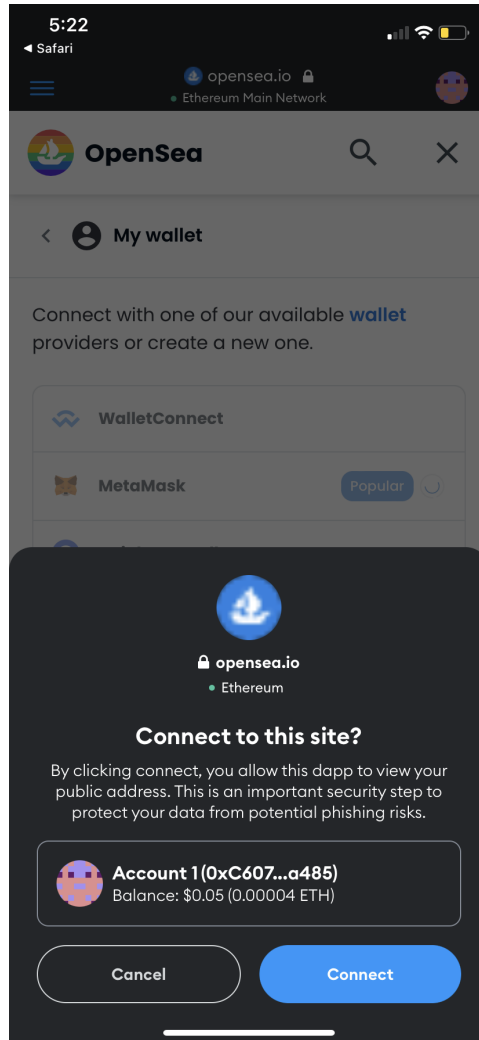 5:22
◀ Safari
opensea.io
Ethereum Main Network
OpenSea
My wallet
Connect with one of our available wallet
providers or create a new one.
WalletConnect
MetaMask
Popular
opensea.io
Ethereum
Connect to this site?
By clicking connect, you allow this dapp to view your
public address. This is an important security step to
protect your data from potential phishing risks.
Account 1 (0xC607...a485)
Balance: $0.05 (0.00004 ETH)
Cancel
Connect